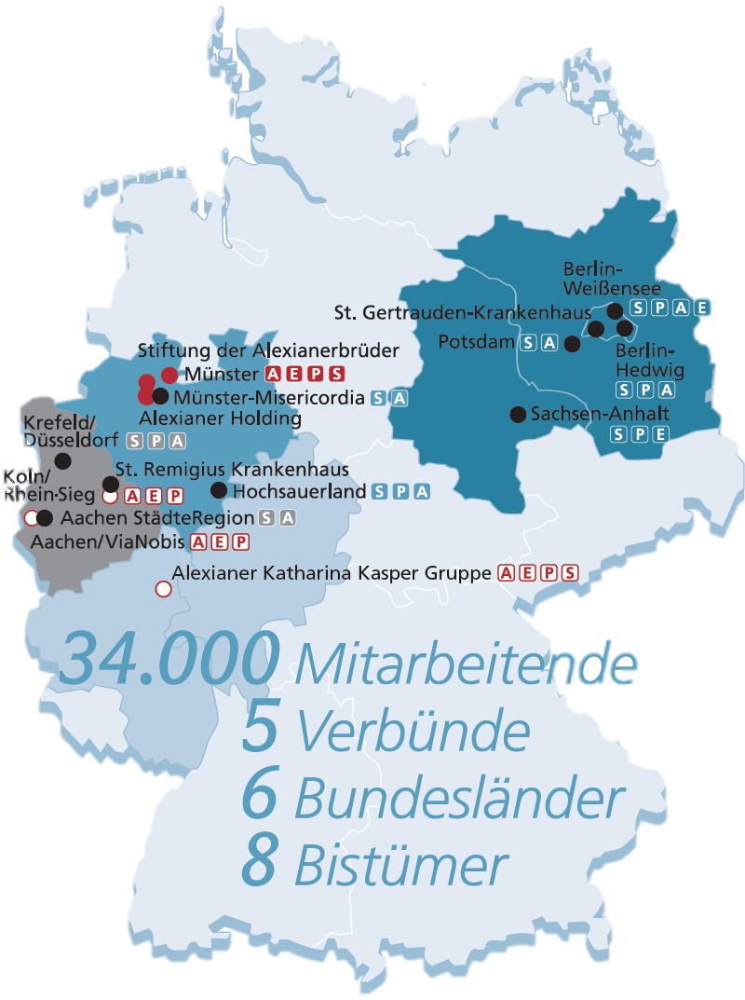 Berlin-
Weißensee
S P A E
St. Gertrauden-Krankenhaus
Potsdam S A
Berlin-
Hedwig
S P A
Stiftung der Alexianerbrüder
Münster A E P S
Münster-Misericordia S A
Alexianer Holding
Sachsen-Anhalt
S P E
Krefeld/
Düsseldorf S P A
St. Remigius Krankenhaus
Koln/
Rhein-Sieg A E P
Hochsauerland S P A
Aachen StädteRegion S A
Aachen/ViaNobis A E P
Alexianer Katharina Kasper Gruppe A E P S
34.000 Mitarbeitende
5 Verbünde
6 Bundesländer
8 Bistümer